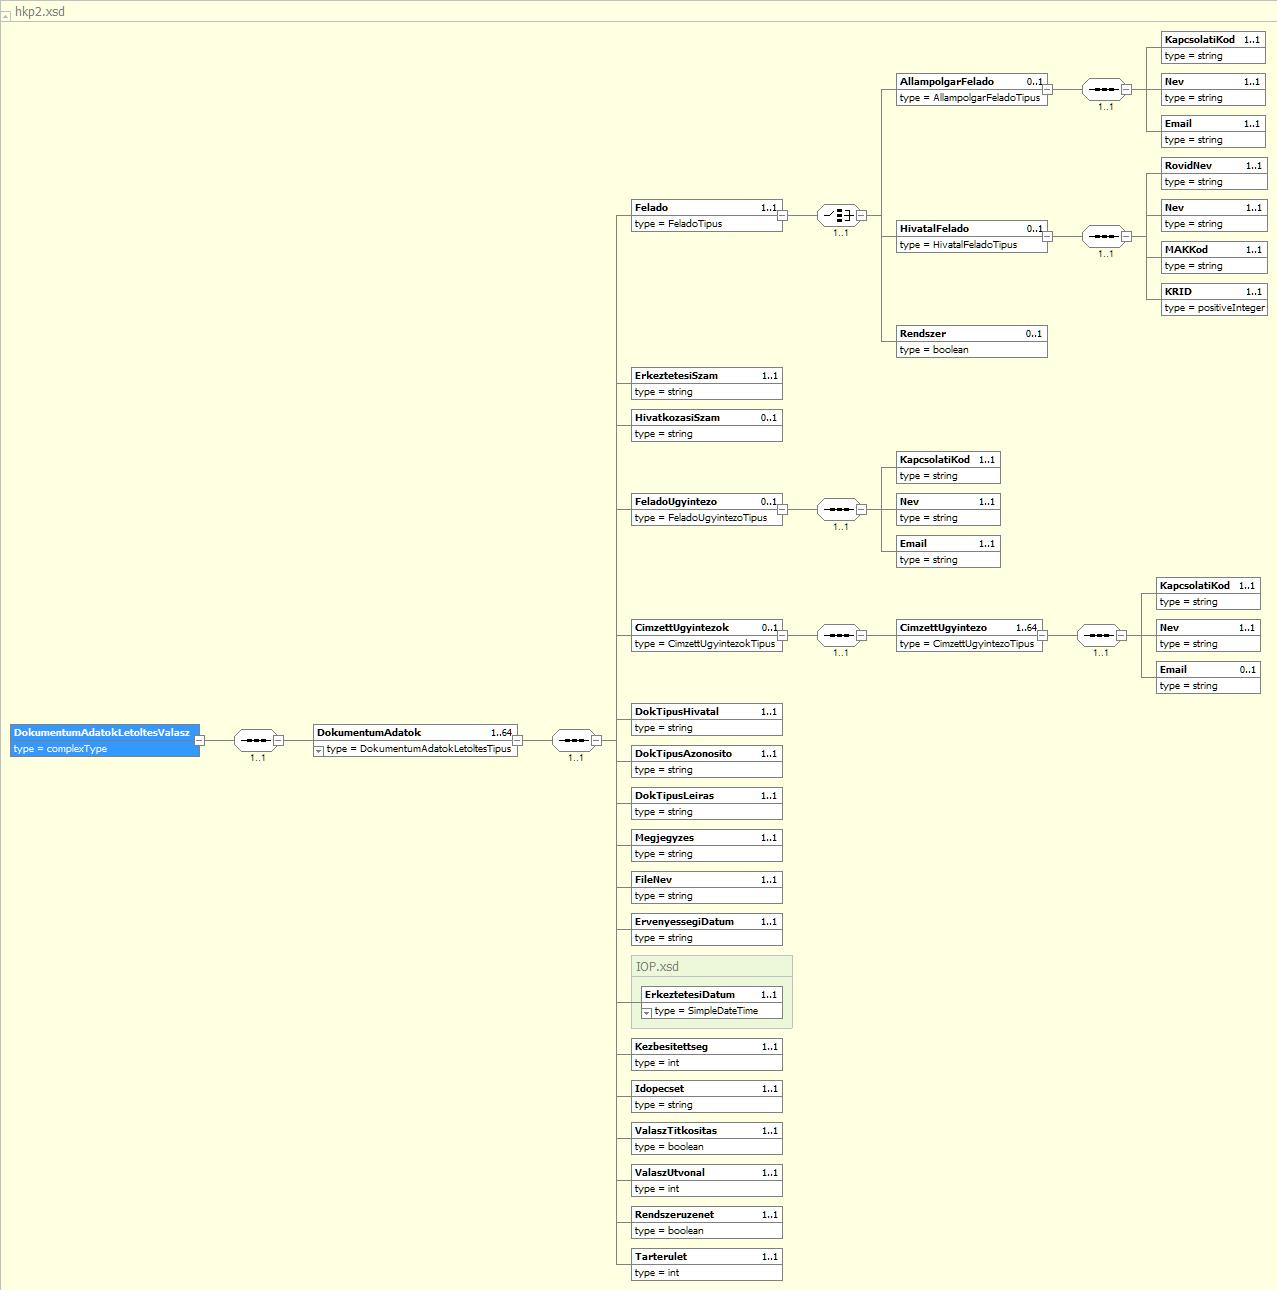 hkp2.xsd
KapcsolatiKod 1..1
type = string
AllampolgarFelado 0..1
type = AllampolgarFeladoTipus
1..1
Nev 1..1
type = string
Email 1..1
type = string
RovidNev 1..1
type = string
Felado 1..1
type = FeladoTipus
1..1
Nev 1..1
type = string
HivatalFelado 0..1
type = HivatalFeladoTipus
1..1
MAKKod 1..1
type = string
KRID 1..1
type = positiveInteger
Rendszer 0..1
type = boolean
ErkeztetesiSzam 1..1
type = string
HivatkozasiSzam 0..1
type = string
KapcsolatiKod 1..1
type = string
FeladoUgyintezo 0..1
type = FeladoUgyintezoTipus
1..1
Nev 1..1
type = string
Email 1..1
type = string
KapcsolatiKod 1..1
type = string
CimzettUgyintezok 0..1
type = CimzettUgyintezokTipus
1..1
CimzettUgyintezo 1..64
type = CimzettUgyintezoTipus
1..1
Nev 1..1
type = string
Email 0..1
type = string
DokTipusHivatal 1..1
type = string
DokumentumAdatokLetoltesValasz
type = complexType
1..1
DokumentumAdatok 1..64
type = DokumentumAdatokLetoltesTipus
1..1
DokTipusAzonosito 1..1
type = string
DokTipusLeiras 1..1
type = string
Megjegyzes 1..1
type = string
FileNev 1..1
type = string
ErvenyessegiDatum 1..1
type = string
IOP.xsd
ErkeztetesiDatum 1..1
type = SimpleDateTime
Kezbesitettseg 1..1
type = int
Idopecset 1..1
type = string
ValaszTitkositas 1..1
type = boolean
ValaszUtvonal 1..1
type = int
Rendszeruzenet 1..1
type = boolean
Tarterulet 1..1
type = int